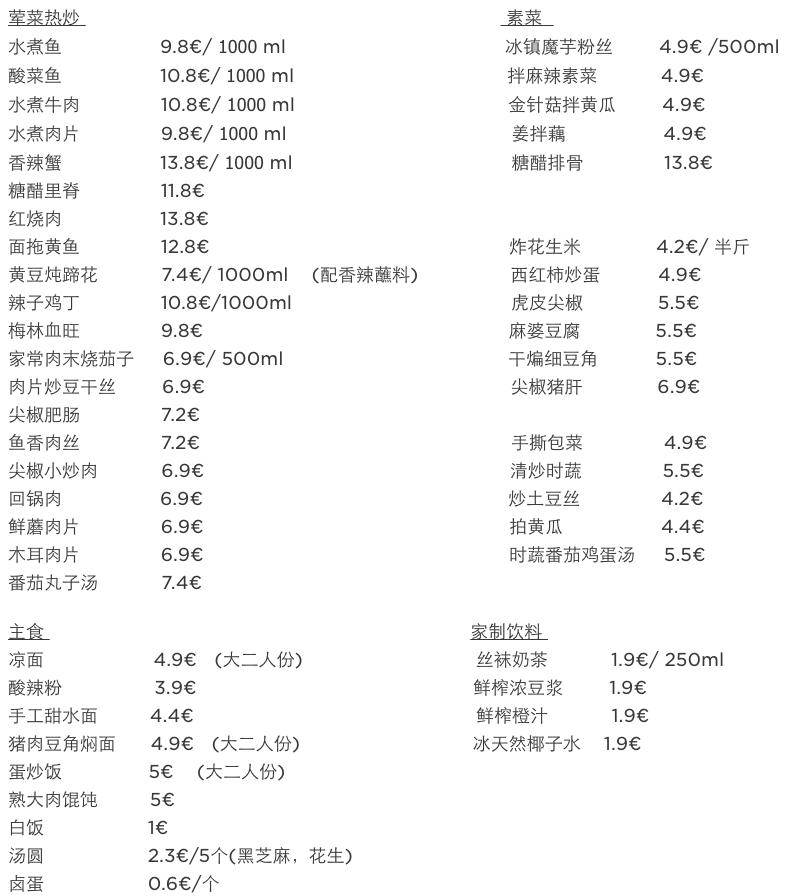 荤菜热炒
水煮鱼 9.8€/ 1000 ml
酸菜鱼 10.8€/ 1000 ml
水煮牛肉 10.8€/ 1000 ml
水煮肉片 9.8€/ 1000 ml
香辣蟹 13.8€/ 1000 ml
糖醋里脊 11.8€
红烧肉 13.8€
面拖黄鱼 12.8€
黄豆炖蹄花 7.4€/ 1000ml (配香辣蘸料)
辣子鸡丁 10.8€/1000ml
梅林血旺 9.8€
家常肉末烧茄子 6.9€/ 500ml
肉片炒豆干丝 6.9€
尖椒肥肠 7.2€
鱼香肉丝 7.2€
尖椒小炒肉 6.9€
回锅肉 6.9€
鲜蘑肉片 6.9€
木耳肉片 6.9€
番茄丸子汤 7.4€
素菜
冰镇魔芋粉丝 4.9€ /500ml
拌麻辣素菜 4.9€
金针菇拌黄瓜 4.9€
姜拌藕 4.9€
糖醋排骨 13.8€
炸花生米 4.2€/ 半斤
西红柿炒蛋 4.9€
虎皮尖椒 5.5€
麻婆豆腐 5.5€
干煸细豆角 5.5€
尖椒猪肝 6.9€
手撕包菜 4.9€
清炒时蔬 5.5€
炒土豆丝 4.2€
拍黄瓜 4.4€
时蔬番茄鸡蛋汤 5.5€
主食
凉面 4.9€ (大二人份)
酸辣粉 3.9€
手工甜水面 4.4€
猪肉豆角焖面 4.9€ (大二人份)
蛋炒饭 5€ (大二人份)
熟大肉馄饨 5€
白饭 1€
汤圆 2.3€/5个(黑芝麻，花生)
卤蛋 0.6€/个
家制饮料
丝袜奶茶 1.9€/ 250ml
鲜榨浓豆浆 1.9€
鲜榨橙汁 1.9€
冰天然椰子水 1.9€